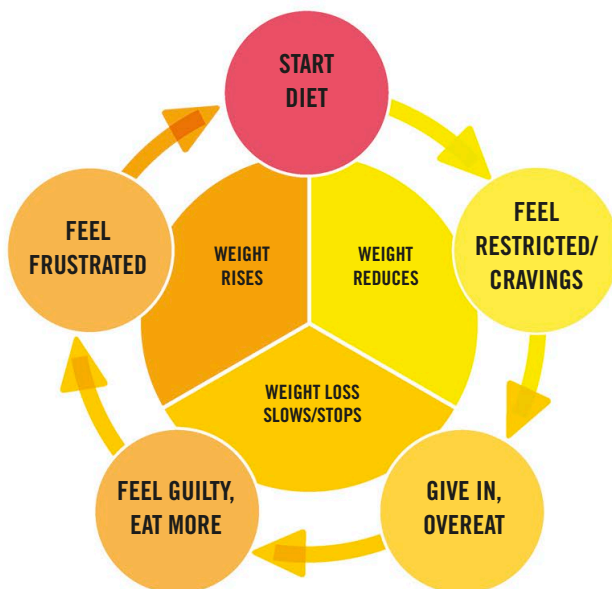 START
DIET
FEEL
RESTRICTED/
CRAVINGS
GIVE IN,
OVEREAT
FEEL GUILTY,
EAT MORE
FEEL
FRUSTRATED
WEIGHT
RISES
WEIGHT
REDUCES
WEIGHT LOSS
SLOWS/STOPS